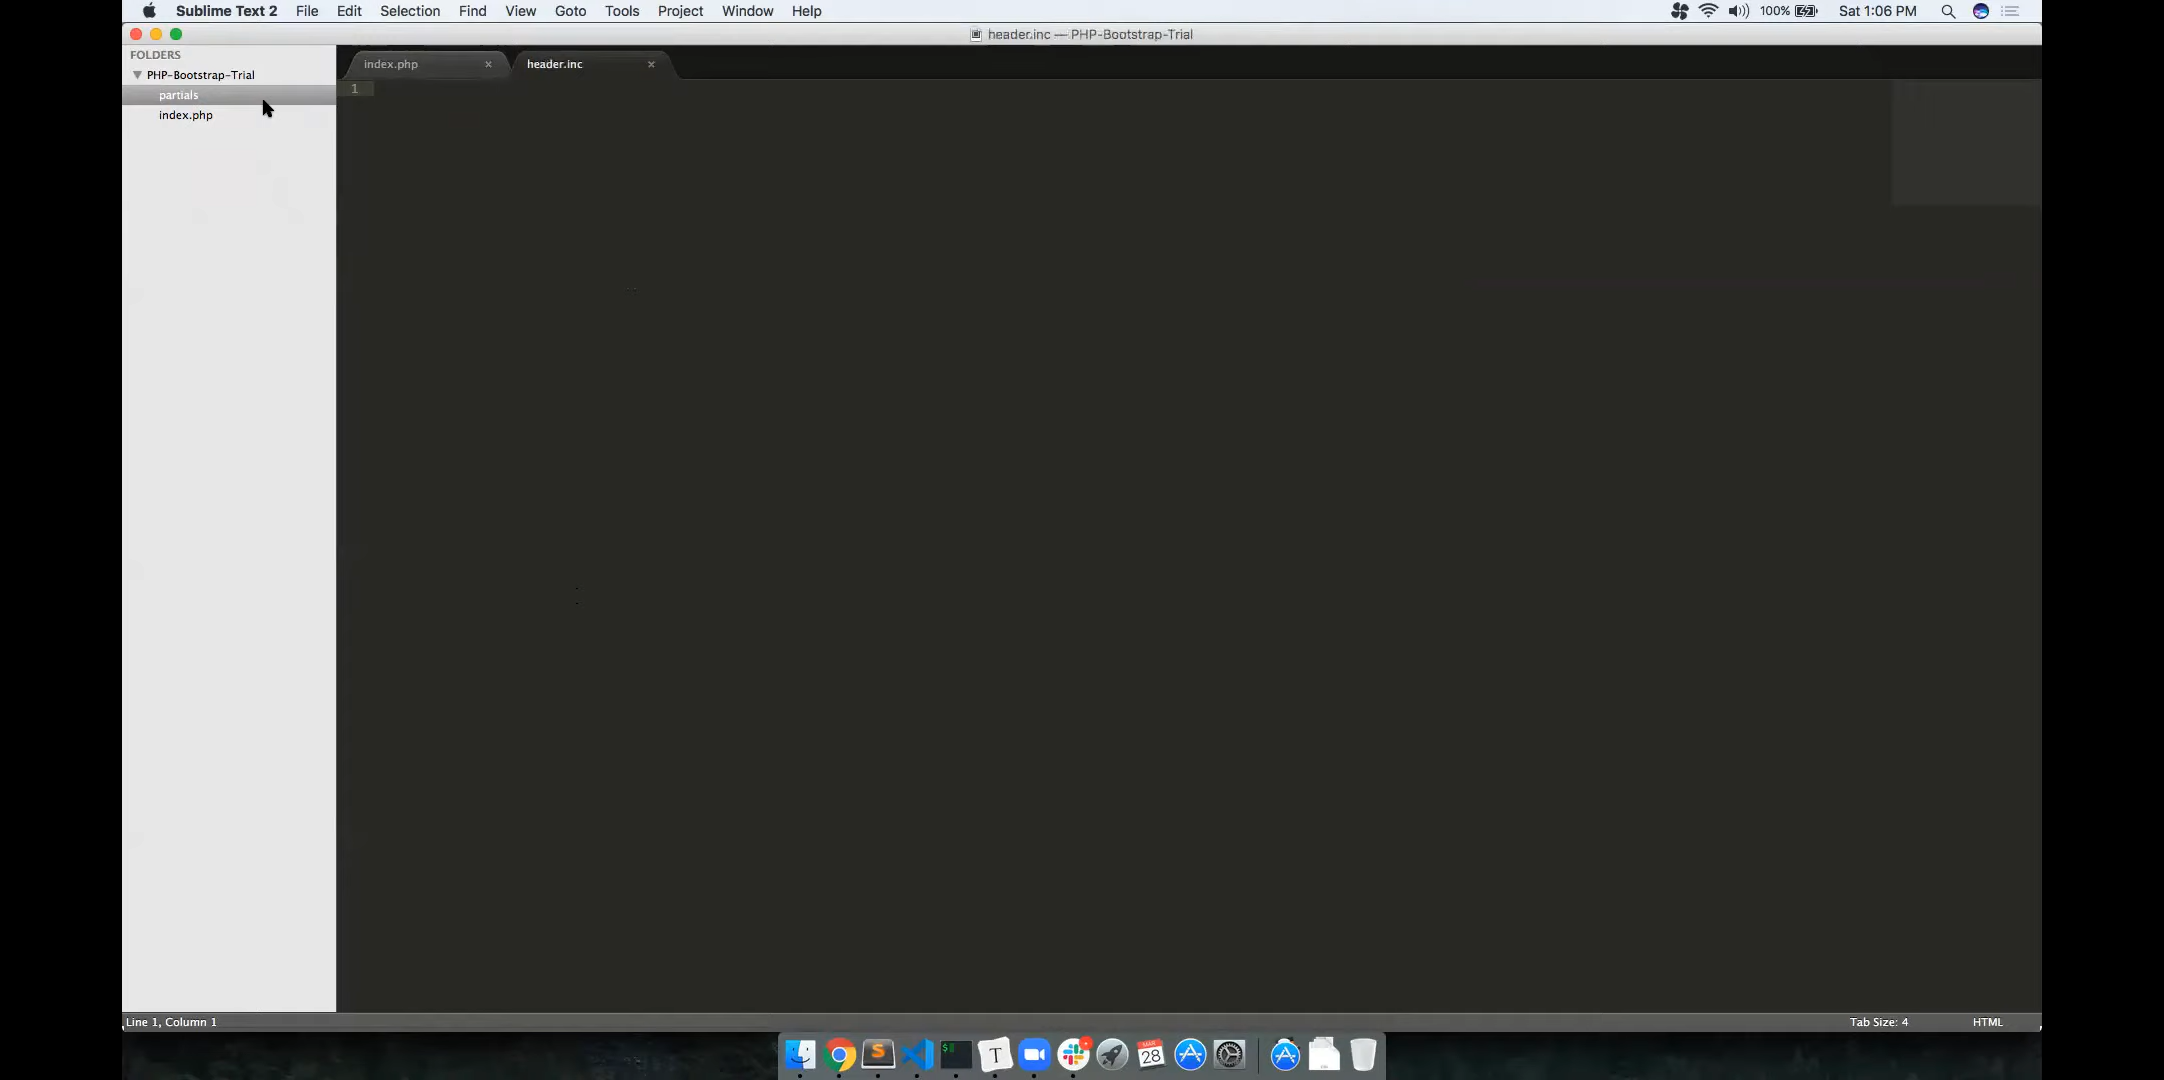 Sublime Text 2 File Edit Selection Find View Goto Tools Project Window Help 100% Sat 1:06 PM
header.inc — PHP-Bootstrap-Trial
FOLDERS
PHP-Bootstrap-Trial
partials
index.php
index.php × header.inc ×
1
Line 1, Column 1 Tab Size: 4 HTML
S $ T MAR 28